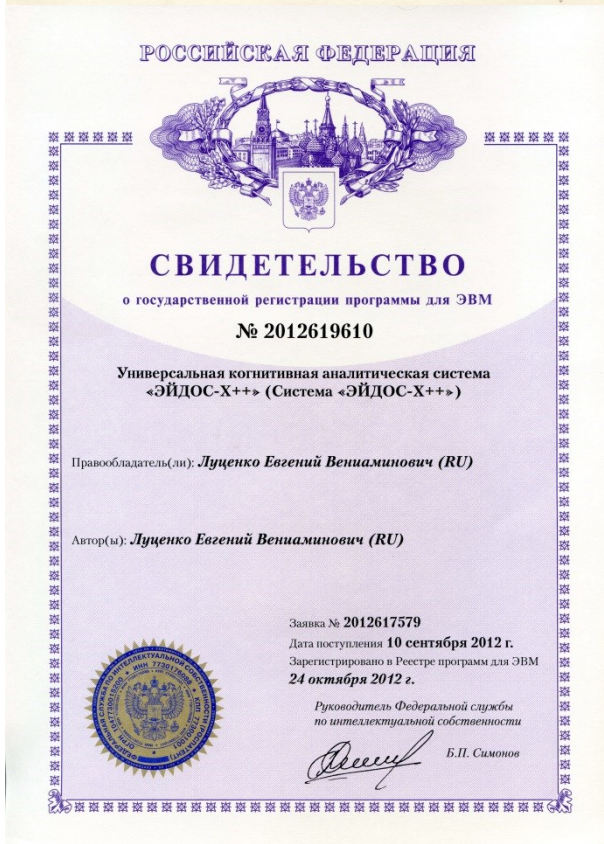 РОССИЙСКАЯ ФЕДЕРАЦИЯ
СВИДЕТЕЛЬСТВО
о государственной регистрации программы для ЭВМ
№ 2012619610
Универсальная когнитивная аналитическая система
«ЭЙДОС-Х++» (Система «ЭЙДОС-Х++»)
Правообладатель(ли): Луценко Евгений Вениаминович (RU)
Автор(ы): Луценко Евгений Вениаминович (RU)
Заявка № 2012617579
Дата поступления 10 сентября 2012 г.
Зарегистрировано в Реестре программ для ЭВМ
24 октября 2012 г.
Руководитель Федеральной службы
по интеллектуальной собственности
Б.П. Симонов